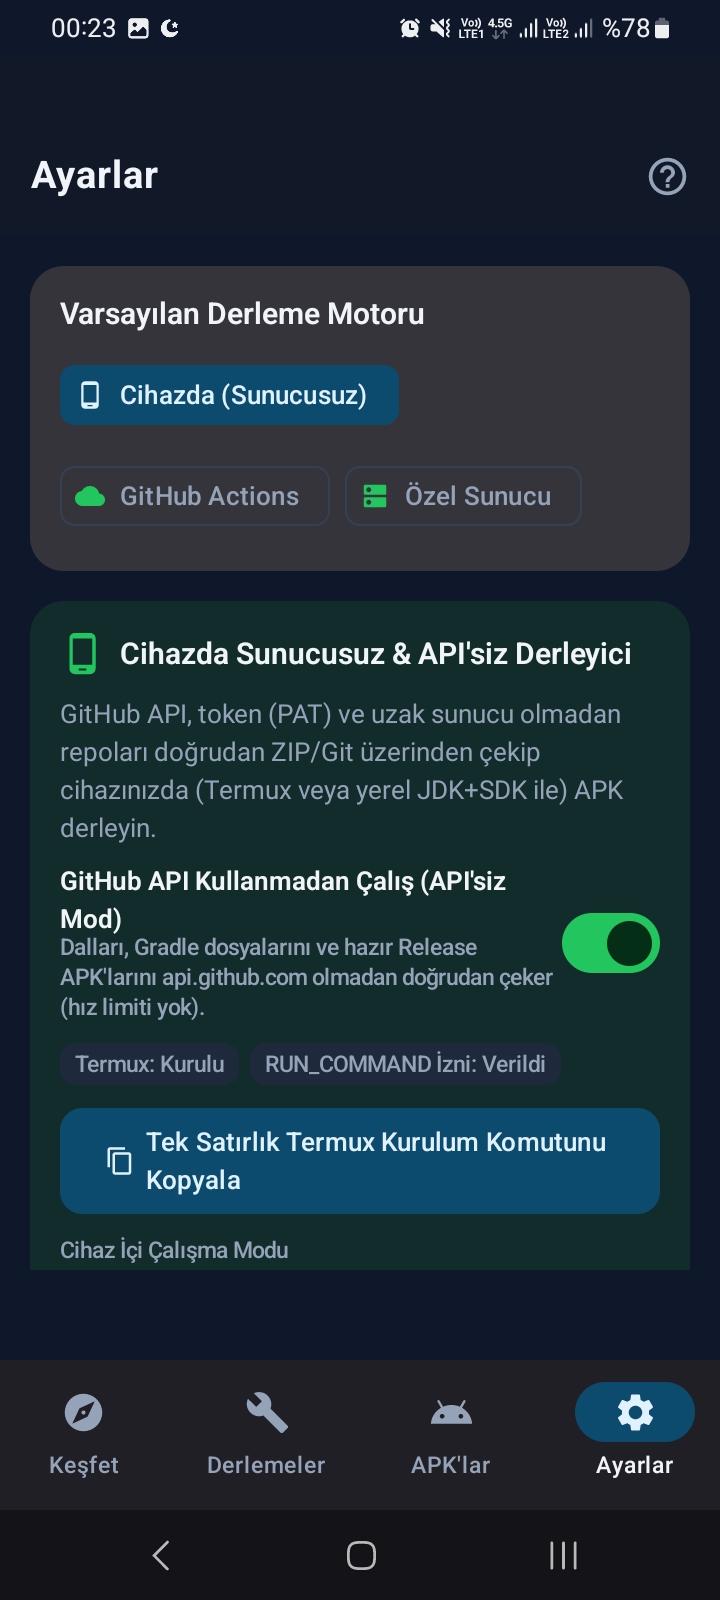 00:23
Vo)) LTE1 4.5G Vo)) LTE2 %78
Ayarlar
Varsayılan Derleme Motoru
Cihazda (Sunucusuz)
GitHub Actions
Özel Sunucu
Cihazda Sunucusuz & API'siz Derleyici
GitHub API, token (PAT) ve uzak sunucu olmadan
repoları doğrudan ZIP/Git üzerinden çekip
cihazınızda (Termux veya yerel JDK+SDK ile) APK
derleyin.
GitHub API Kullanmadan Çalış (API'siz
Mod)
Dalları, Gradle dosyalarını ve hazır Release
APK'larını api.github.com olmadan doğrudan çeker
(hız limiti yok).
Termux: Kurulu
RUN_COMMAND İzni: Verildi
Tek Satırlık Termux Kurulum Komutunu
Kopyala
Cihaz İçi Çalışma Modu
Keşfet
Derlemeler
APK'lar
Ayarlar